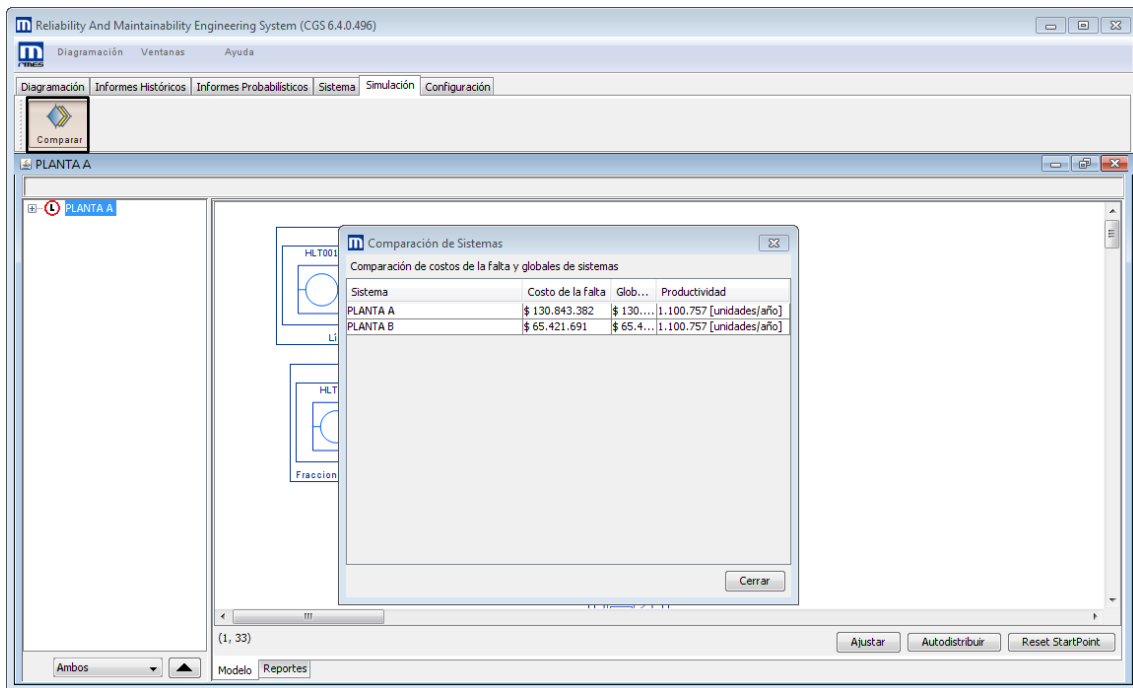 Reliability And Maintainability Engineering System (CGS 6.4.0.496)
Diagramación Ventanas Ayuda
Diagramación Informes Históricos Informes Probabilísticos Sistema Simulación Configuración
Comparar
PLANTA A
PLANTA A
HLT001
Lí
HLT
Fraccion
Comparación de Sistemas
Comparación de costos de la falta y globales de sistemas
Sistema Costo de la falta Glob... Productividad
PLANTA A $ 130.843.382 $ 130.... 1.100.757 [unidades/año]
PLANTA B $ 65.421.691 $ 65.4... 1.100.757 [unidades/año]
Cerrar
(1, 33)
Ajustar Autodistribuir Reset StartPoint
Ambos
Modelo Reportes